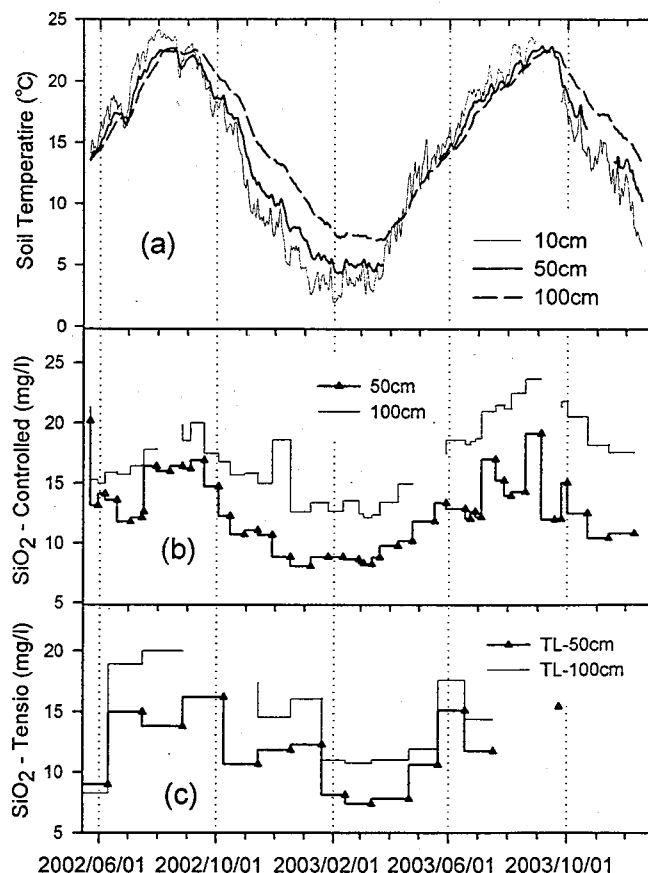 25
20
15
10
5
0
Soil Temperatire (°C)
(a)
10cm
50cm
100cm
25
20
15
10
5
SiO2 - Controlled (mg/l)
(b)
50cm
100cm
20
15
10
5
SiO2 - Tensio (mg/l)
(c)
TL-50cm
TL-100cm
2002/06/01 2002/10/01 2003/02/01 2003/06/01 2003/10/01